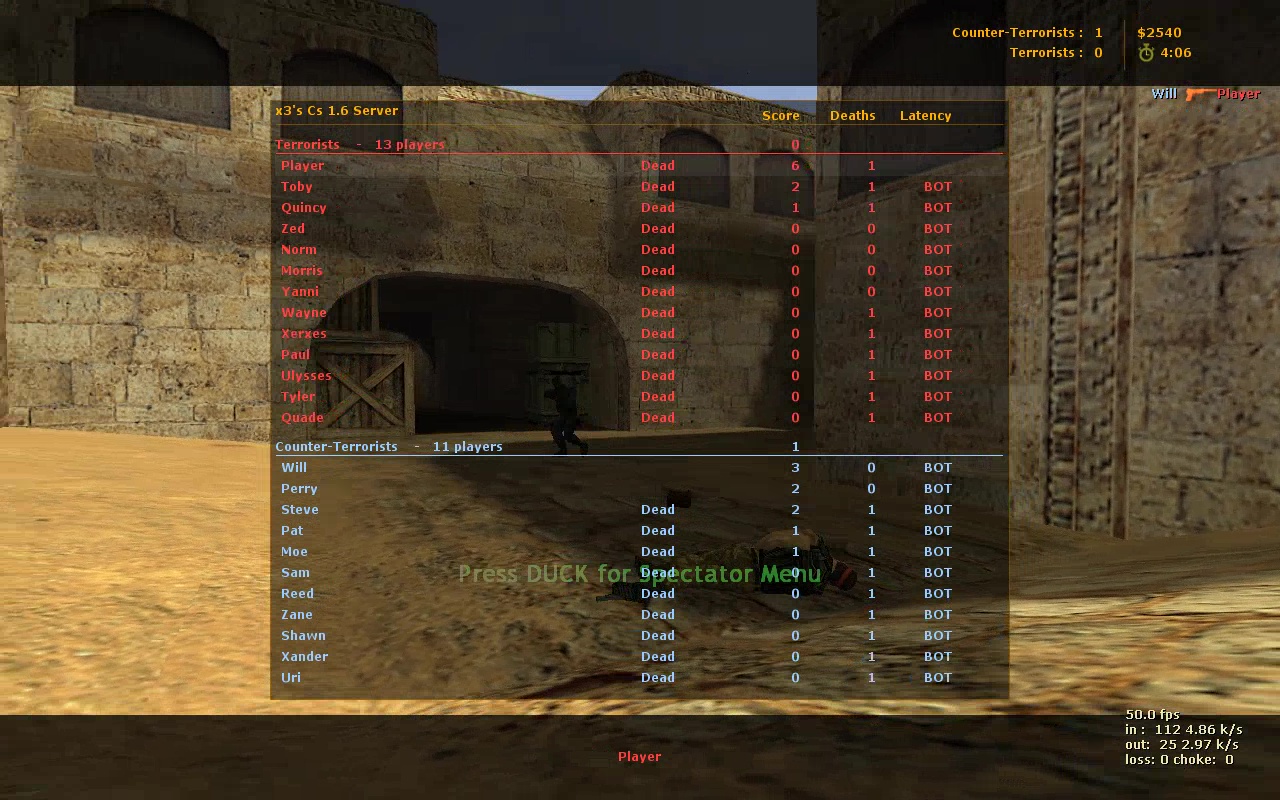 Counter-Terrorists : 1 $2540
Terrorists : 0 4:06
Will Player
x3's Cs 1.6 Server
Score Deaths Latency
Terrorists - 13 players 0
Player Dead 6 1
Toby Dead 2 1 BOT
Quincy Dead 1 1 BOT
Zed Dead 0 0 BOT
Norm Dead 0 0 BOT
Morris Dead 0 0 BOT
Yanni Dead 0 0 BOT
Wayne Dead 0 1 BOT
Xerxes Dead 0 1 BOT
Paul Dead 0 1 BOT
Ulysses Dead 0 1 BOT
Tyler Dead 0 1 BOT
Quade Dead 0 1 BOT
Counter-Terrorists - 11 players 1
Will 3 0 BOT
Perry 2 0 BOT
Steve Dead 2 1 BOT
Pat Dead 1 1 BOT
Moe Dead 1 1 BOT
Sam Dead 0 1 BOT
Press DUCK for Spectator Menu
Reed Dead 0 1 BOT
Zane Dead 0 1 BOT
Shawn Dead 0 1 BOT
Xander Dead 0 1 BOT
Uri Dead 0 1 BOT
50.0 fps
in : 112 4.86 k/s
out: 25 2.97 k/s
loss: 0 choke: 0
Player